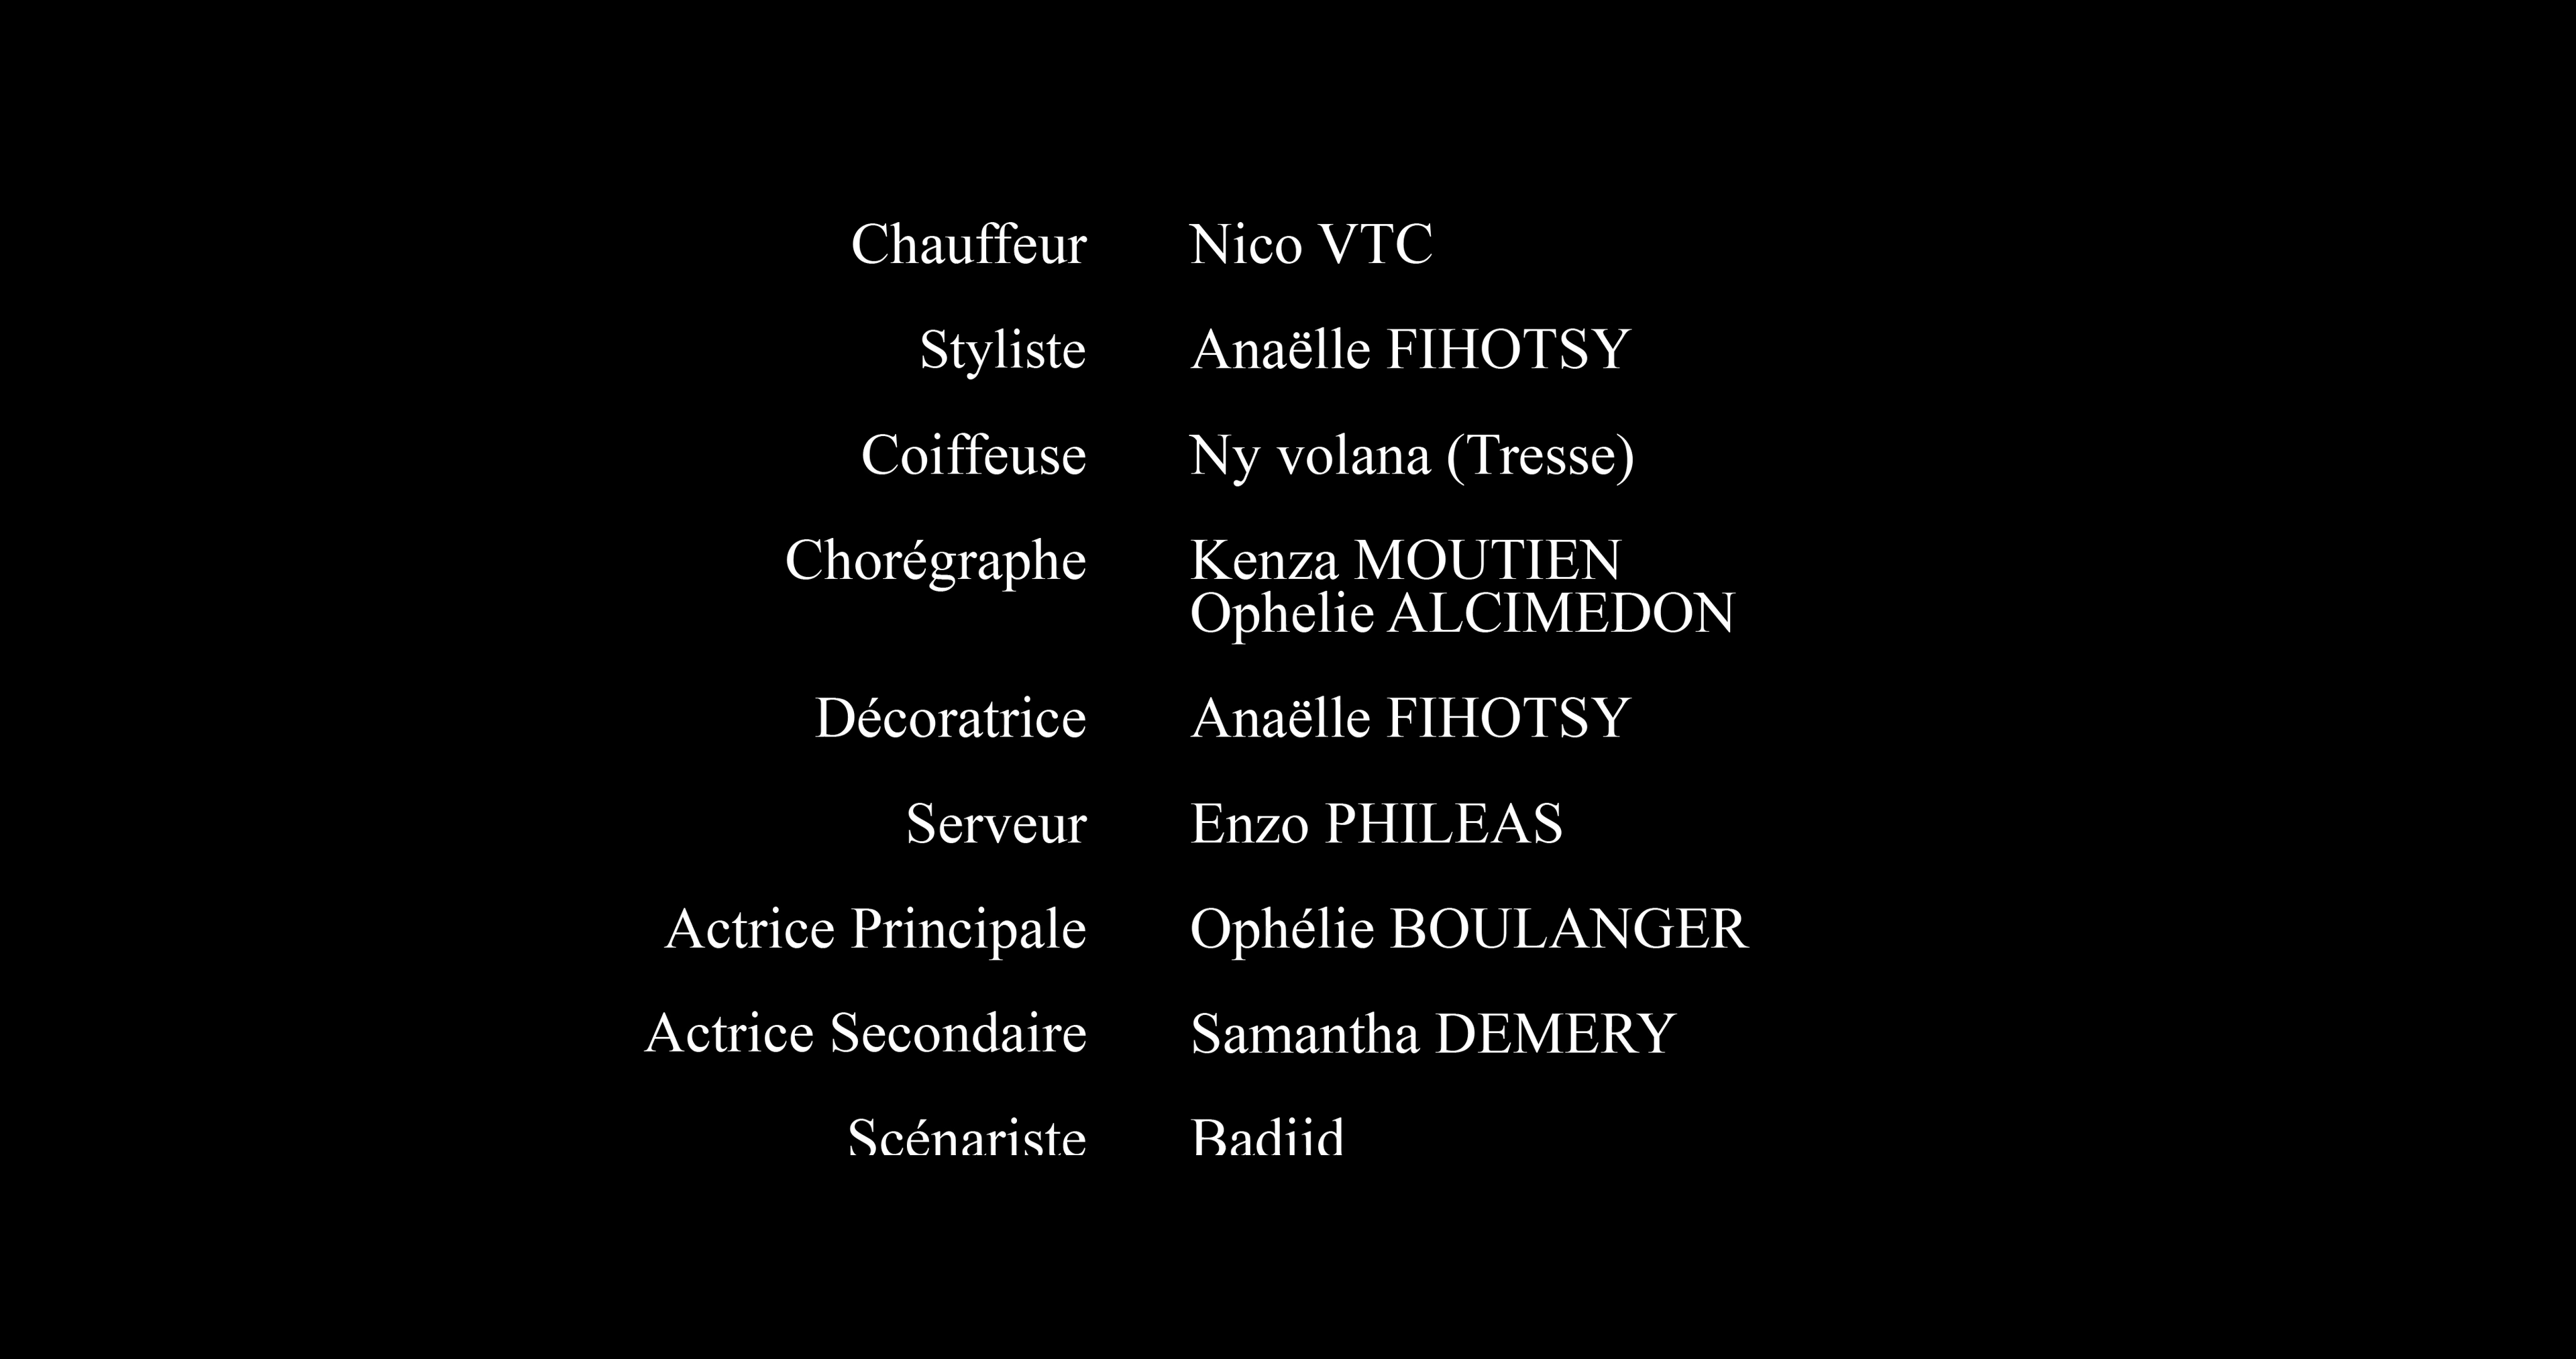 Chauffeur Nico VTC
Styliste Anaëlle FIHOTSY
Coiffeuse Ny volana (Tresse)
Chorégraphe Kenza MOUTIEN
Ophelie ALCIMEDON
Décoratrice Anaëlle FIHOTSY
Serveur Enzo PHILEAS
Actrice Principale Ophélie BOULANGER
Actrice Secondaire Samantha DEMERY
Scénariste